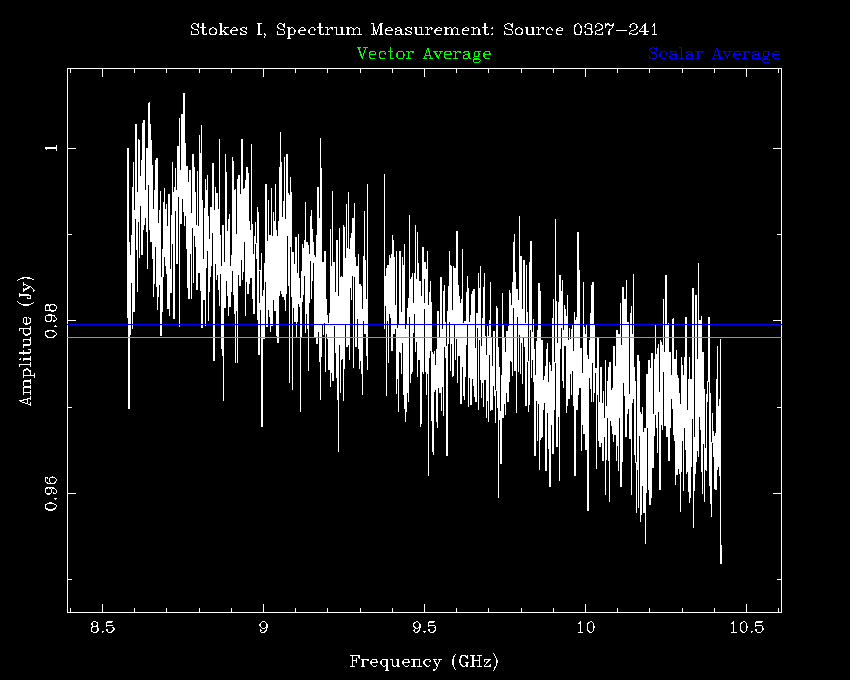 Stokes I, Spectrum Measurement: Source 0327−241
Vector Average Scalar Average
1
0.98
0.96
Amplitude (Jy)
8.5 9 9.5 10 10.5
Frequency (GHz)